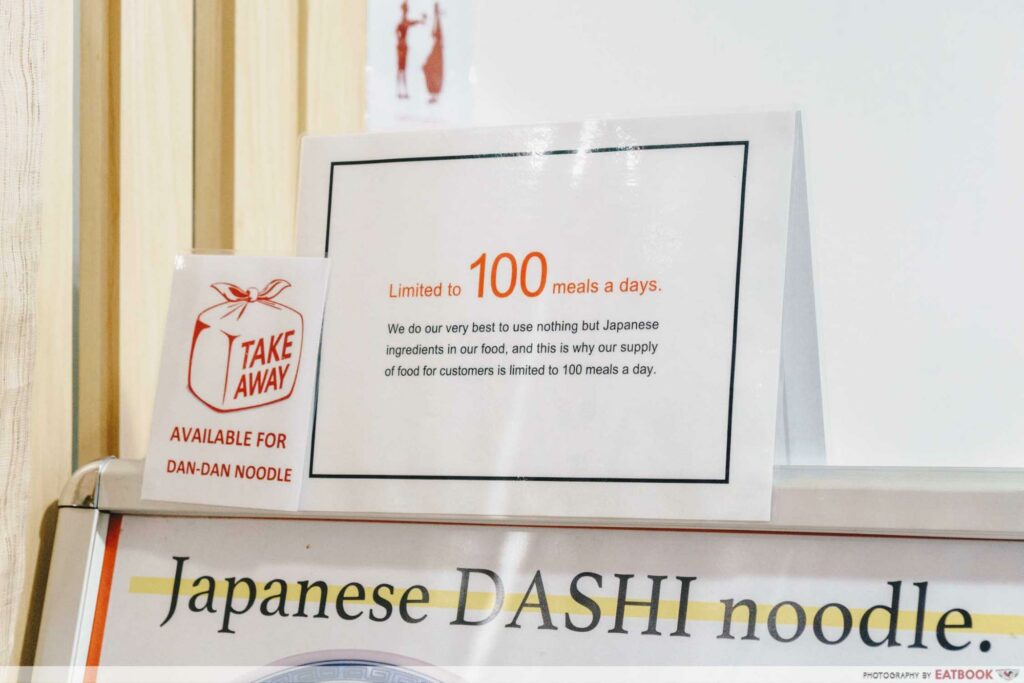 Limited to 100 meals a days.
We do our very best to use nothing but Japanese
ingredients in our food, and this is why our supply
of food for customers is limited to 100 meals a day.
TAKE
AWAY
AVAILABLE FOR
DAN-DAN NOODLE
Japanese DASHI noodle.
PHOTOGRAPHY BY EATBOOK